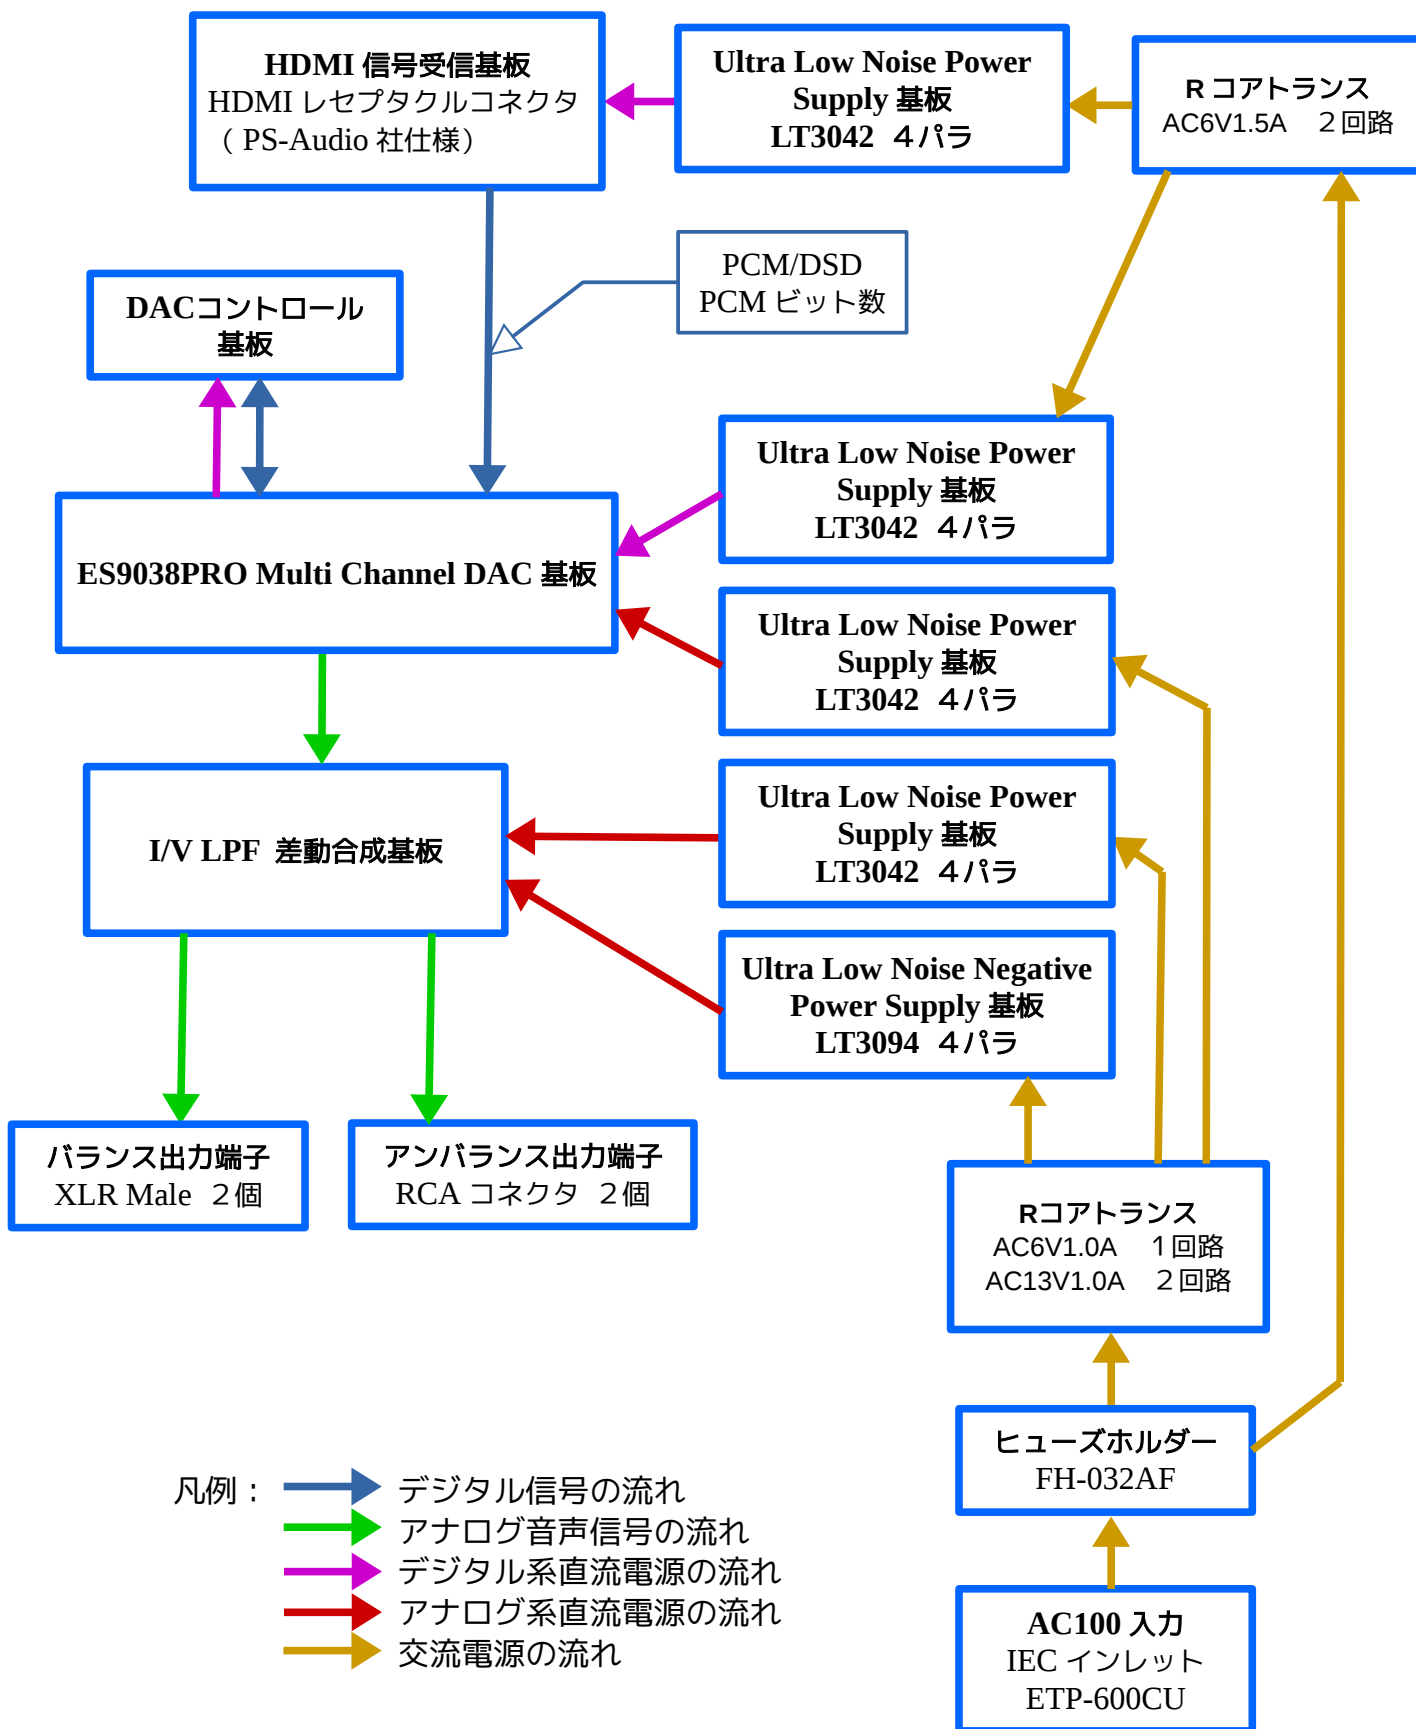 HDMI 信号受信基板
HDMI レセプタクルコネクタ
（ PS-Audio 社仕様）
Ultra Low Noise Power
Supply 基板
LT3042 ４パラ
R コアトランス
AC6V1.5A　２回路
PCM/DSD
PCM ビット数
DACコントロール
基板
Ultra Low Noise Power
Supply 基板
LT3042 ４パラ
ES9038PRO Multi Channel DAC 基板
Ultra Low Noise Power
Supply 基板
LT3042 ４パラ
I/V LPF 差動合成基板
Ultra Low Noise Power
Supply 基板
LT3042 ４パラ
Ultra Low Noise Negative
Power Supply 基板
LT3094 ４パラ
バランス出力端子
XLR Male ２個
アンバランス出力端子
RCA コネクタ ２個
Rコアトランス
AC6V1.0A　１回路
AC13V1.0A　２回路
ヒューズホルダー
FH-032AF
凡例：
デジタル信号の流れ
アナログ音声信号の流れ
デジタル系直流電源の流れ
アナログ系直流電源の流れ
交流電源の流れ
AC100 入力
IEC インレット
ETP-600CU